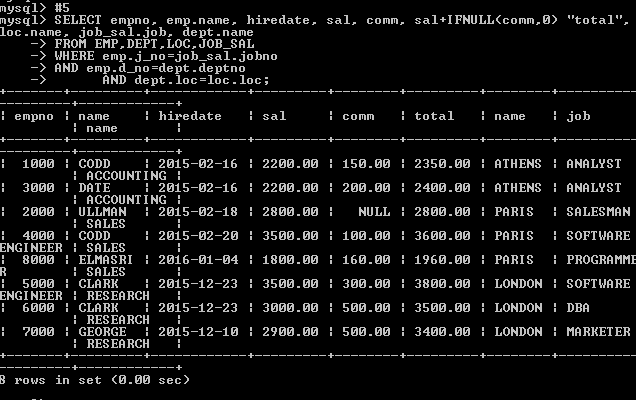 mysql> #5
mysql> SELECT empno, emp.name, hiredate, sal, comm, sal+IFNULL(comm,0) "total",
loc.name, job_sal.job, dept.name
    -> FROM EMP,DEPT,LOC,JOB_SAL
    -> WHERE emp.j_no=job_sal.jobno
    -> AND emp.d_no=dept.deptno
    ->       AND dept.loc=loc.loc;
+-------+---------+------------+---------+--------+---------+--------+----------
---------+------------+
| empno | name    | hiredate   | sal     | comm   | total   | name   | job
         | name       |
+-------+---------+------------+---------+--------+---------+--------+----------
---------+------------+
|  1000 | CODD    | 2015-02-16 | 2200.00 | 150.00 | 2350.00 | ATHENS | ANALYST
         | ACCOUNTING |
|  3000 | DATE    | 2015-02-16 | 2200.00 | 200.00 | 2400.00 | ATHENS | ANALYST
         | ACCOUNTING |
|  2000 | ULLMAN  | 2015-02-18 | 2800.00 |   NULL | 2800.00 | PARIS  | SALESMAN
         | SALES      |
|  4000 | CODD    | 2015-02-20 | 3500.00 | 100.00 | 3600.00 | PARIS  | SOFTWARE
ENGINEER | SALES      |
|  8000 | ELMASRI | 2016-01-04 | 1800.00 | 160.00 | 1960.00 | PARIS  | PROGRAMME
R        | SALES      |
|  5000 | CLARK   | 2015-12-23 | 3500.00 | 300.00 | 3800.00 | LONDON | SOFTWARE
ENGINEER | RESEARCH   |
|  6000 | CLARK   | 2015-12-23 | 3000.00 | 500.00 | 3500.00 | LONDON | DBA
         | RESEARCH   |
|  7000 | GEORGE  | 2015-12-10 | 2900.00 | 500.00 | 3400.00 | LONDON | MARKETER
         | RESEARCH   |
+-------+---------+------------+---------+--------+---------+--------+----------
---------+------------+
8 rows in set (0.00 sec)